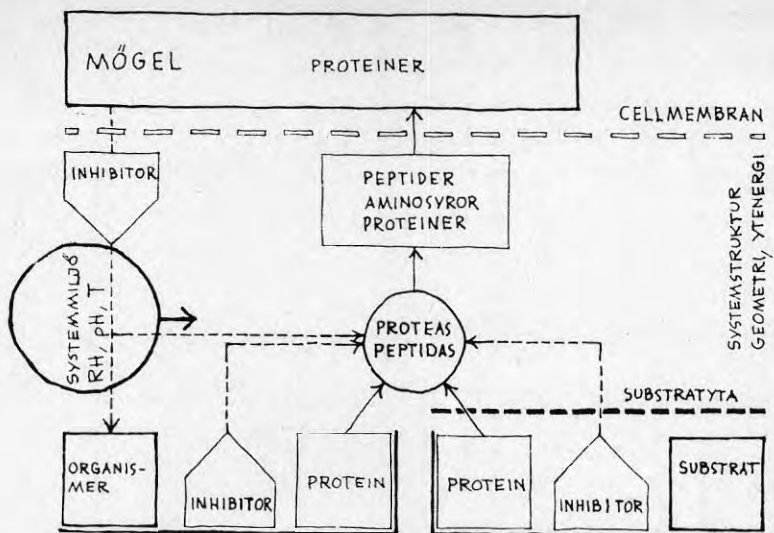 MÖGEL
PROTEINER
CELLMEMBRAN
INHIBITOR
PEPTIDER
AMINOSYROR
PROTEINER
SYSTEMSTRUKTUR
GEOMETRI, YTENERGI
SYSTEMMILJÖ
RH, PH, T
PROTEAS
PEPTIDAS
SUBSTRATYTA
ORGANIS-
MER
INHIBITOR
PROTEIN
PROTEIN
INHIBITOR
SUBSTRAT